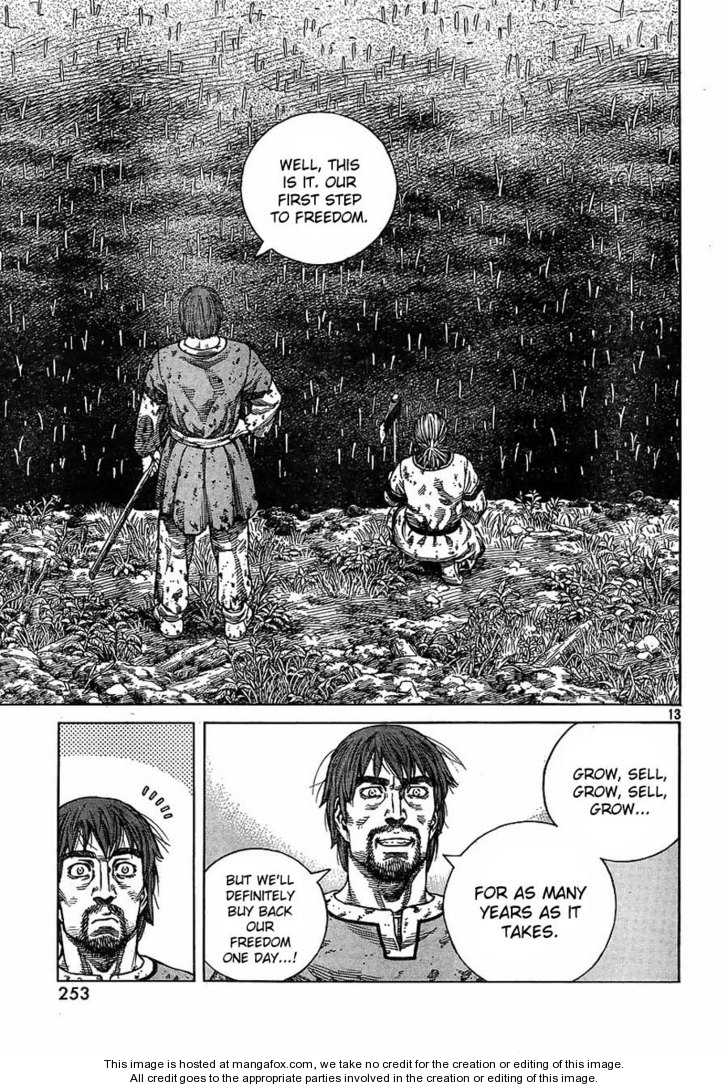 WELL, THIS
IS IT. OUR
FIRST STEP
TO FREEDOM.
13
GROW, SELL,
GROW, SELL,
GROW...
FOR AS MANY
YEARS AS IT
TAKES.
BUT WE'LL
DEFINITELY
BUY BACK
OUR
FREEDOM
ONE DAY...!
253
This image is hosted at mangafox.com, we take no credit for the creation or editing of this image.
All credit goes to the appropriate parties involved in the creation or editing of this image.